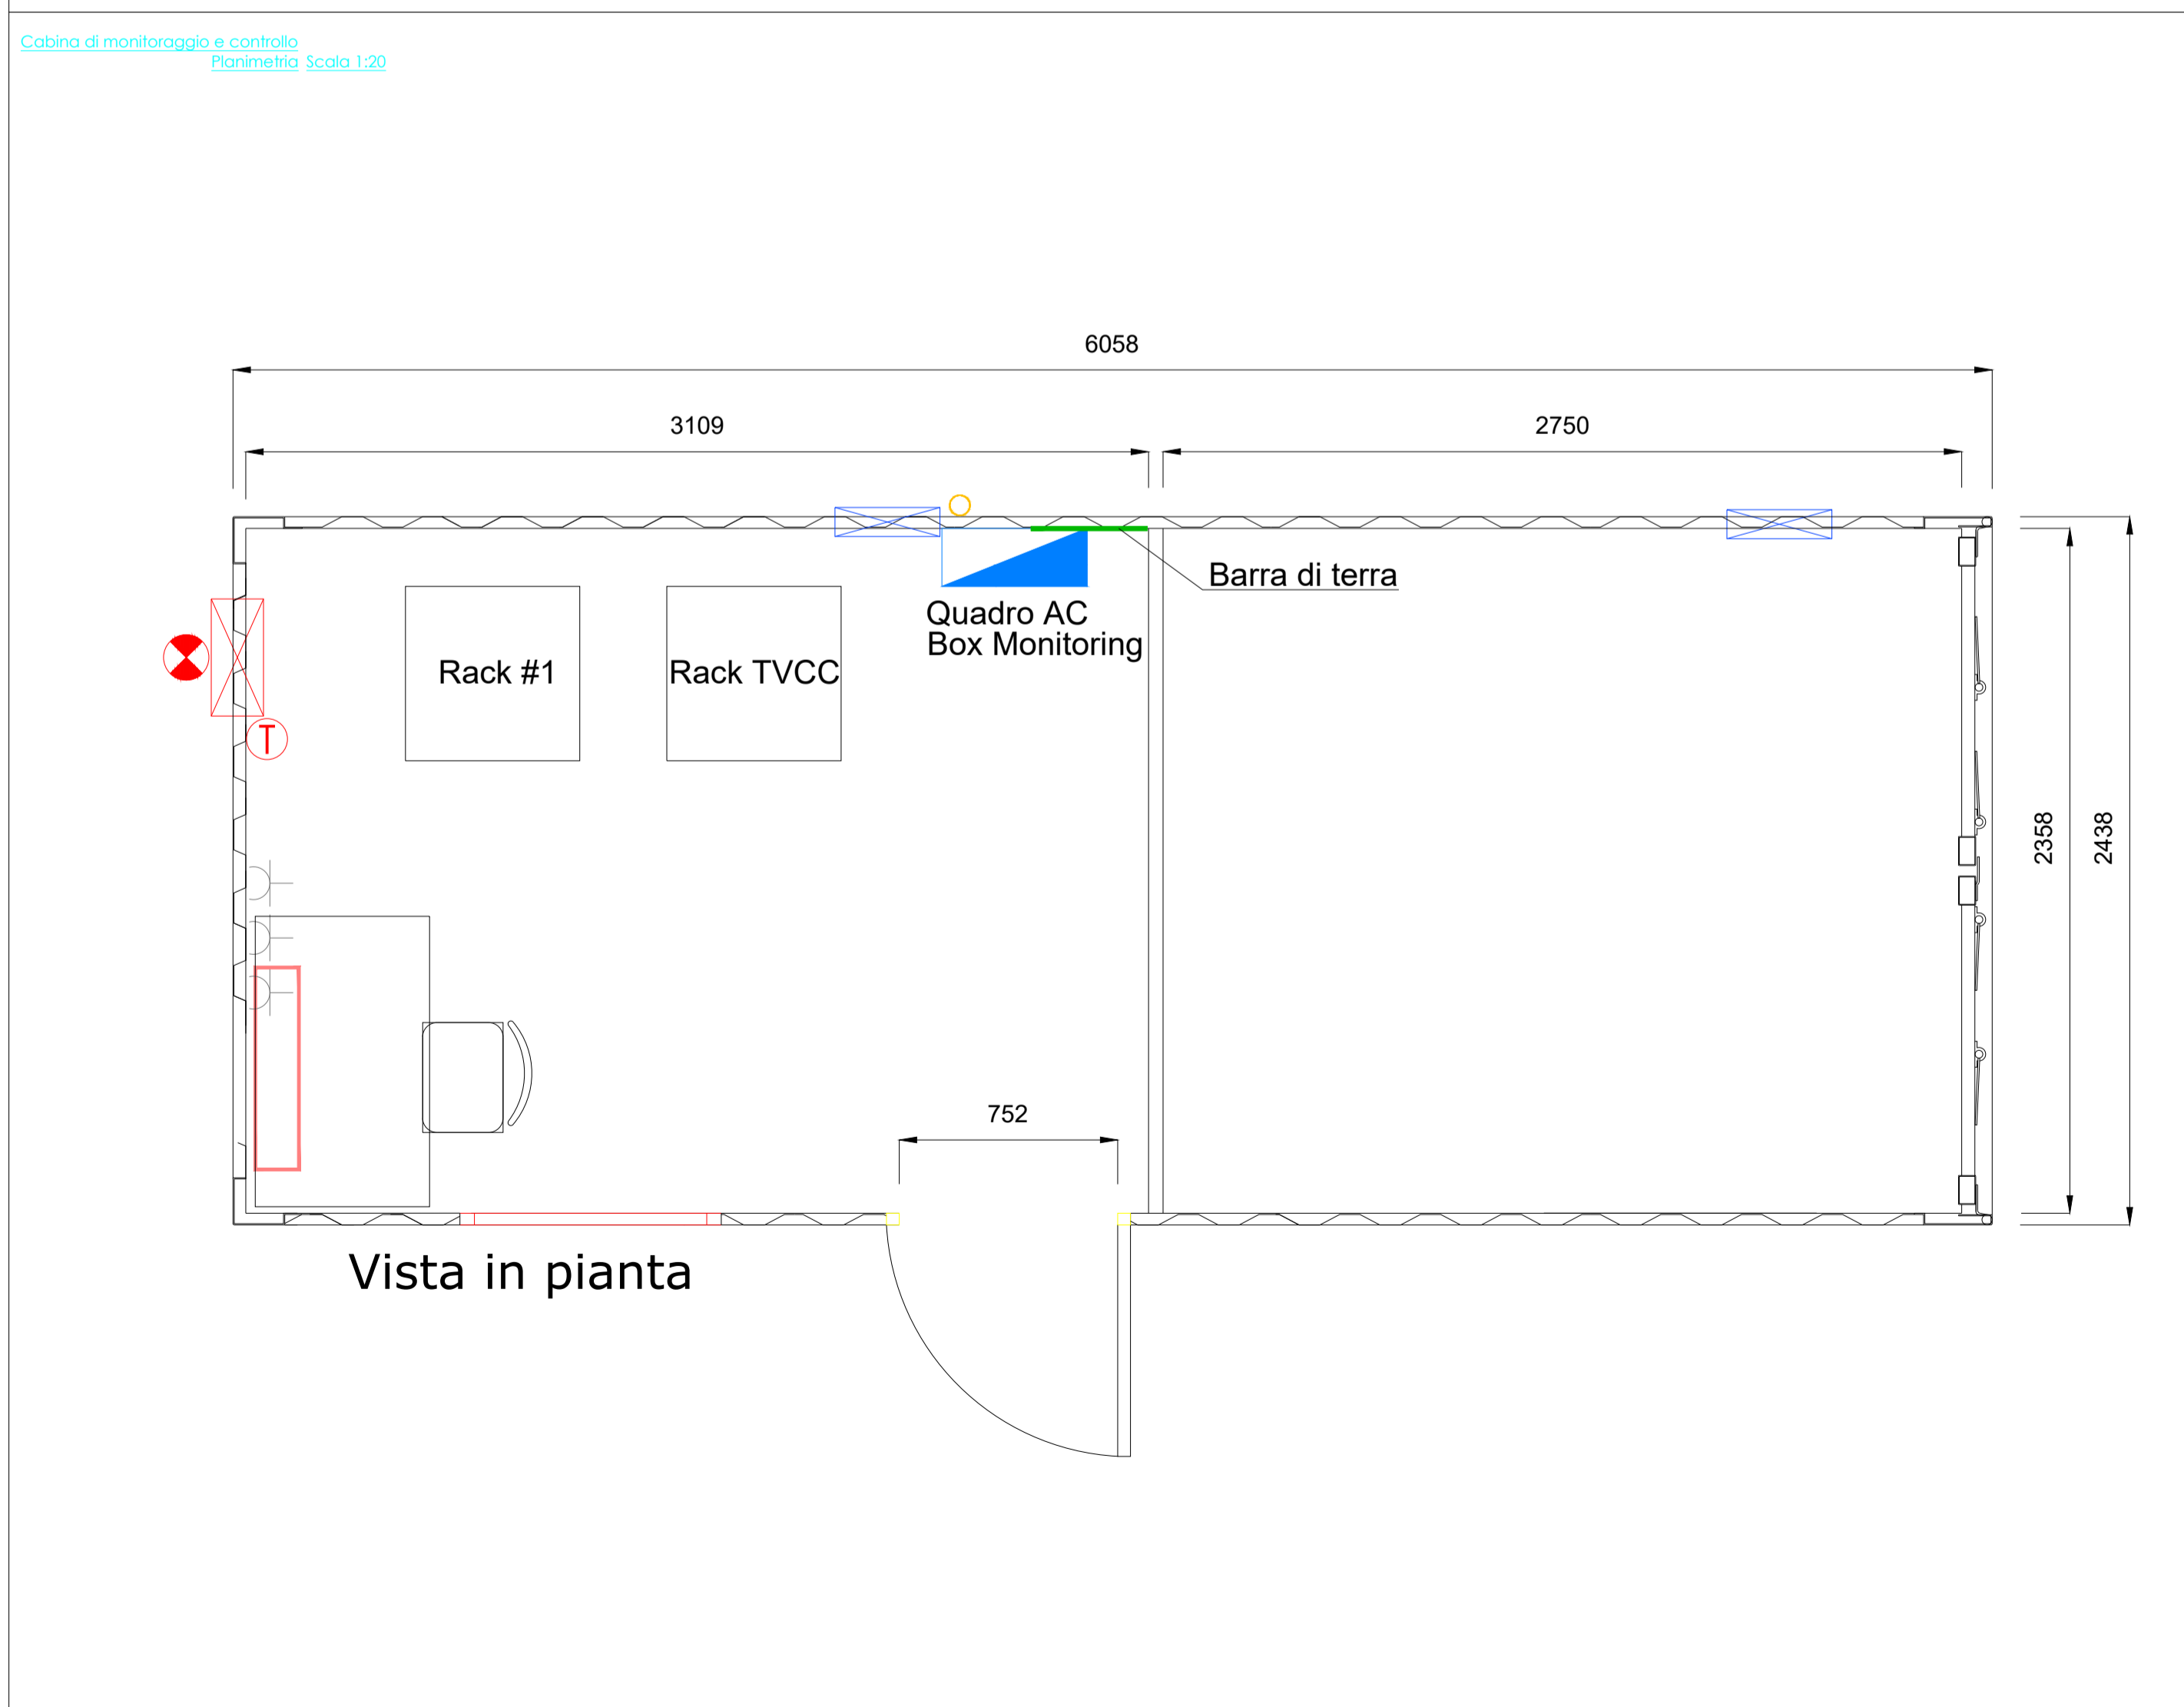 Cabina di monitoraggio e controllo
Planimetria Scala 1:20
6058
3109
2750
Barra di terra
Quadro AC
Box Monitoring
Rack #1
Rack TVCC
T
2358
2438
752
Vista in pianta